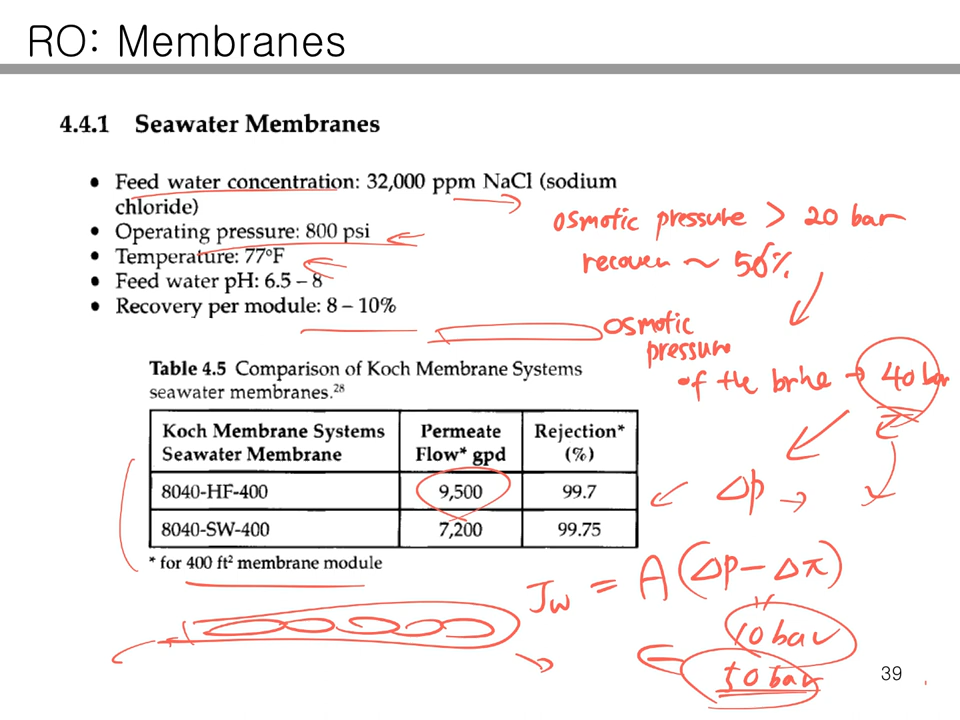 RO: Membranes
4.4.1 Seawater Membranes
• Feed water concentration: 32,000 ppm NaCl (sodium
chloride)
• Operating pressure: 800 psi
• Temperature: 77°F
• Feed water pH: 6.5 – 8
• Recovery per module: 8 – 10%
osmotic pressure > 20 bar
~ 50%
osmotic
pressure
of the brine → 40 bar
Δp
Table 4.5 Comparison of Koch Membrane Systems
seawater membranes.²⁸
Koch Membrane Systems Seawater Membrane | Permeate Flow* gpd | Rejection* (%)
8040-HF-400 | 9,500 | 99.7
8040-SW-400 | 7,200 | 99.75
* for 400 ft² membrane module
Jw = A(Δp – Δπ)
10 bar
50 bar
39